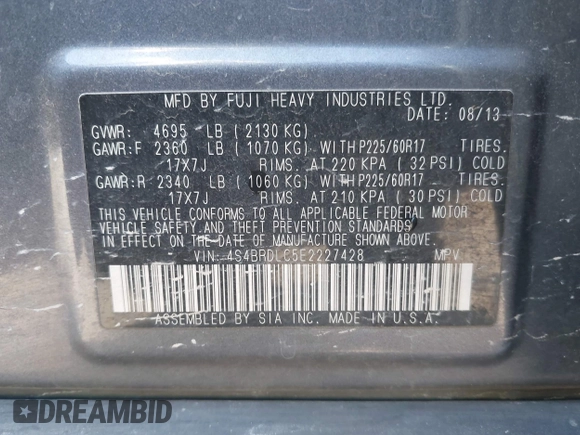 MFD BY FUJI HEAVY INDUSTRIES LTD.
DATE: 08/13
GVWR: 4695 LB ( 2130 KG)
GAWR:F 2360 LB ( 1070 KG) WITH P225/60R17 TIRES.
17X7J RIMS. AT 220 KPA ( 32 PSI) COLD
GAWR:R 2340 LB ( 1060 KG) WITH P225/60R17 TIRES.
17X7J RIMS. AT 210 KPA ( 30 PSI) COLD
THIS VEHICLE CONFORMS TO ALL APPLICABLE FEDERAL MOTOR
VEHICLE SAFETY AND THEFT PREVENTION STANDARDS
IN EFFECT ON THE DATE OF MANUFACTURE SHOWN ABOVE.
VIN: 4S4BRDLC5E2227428 MPV
ASSEMBLED BY SIA INC. MADE IN U.S.A.
DREAMBID